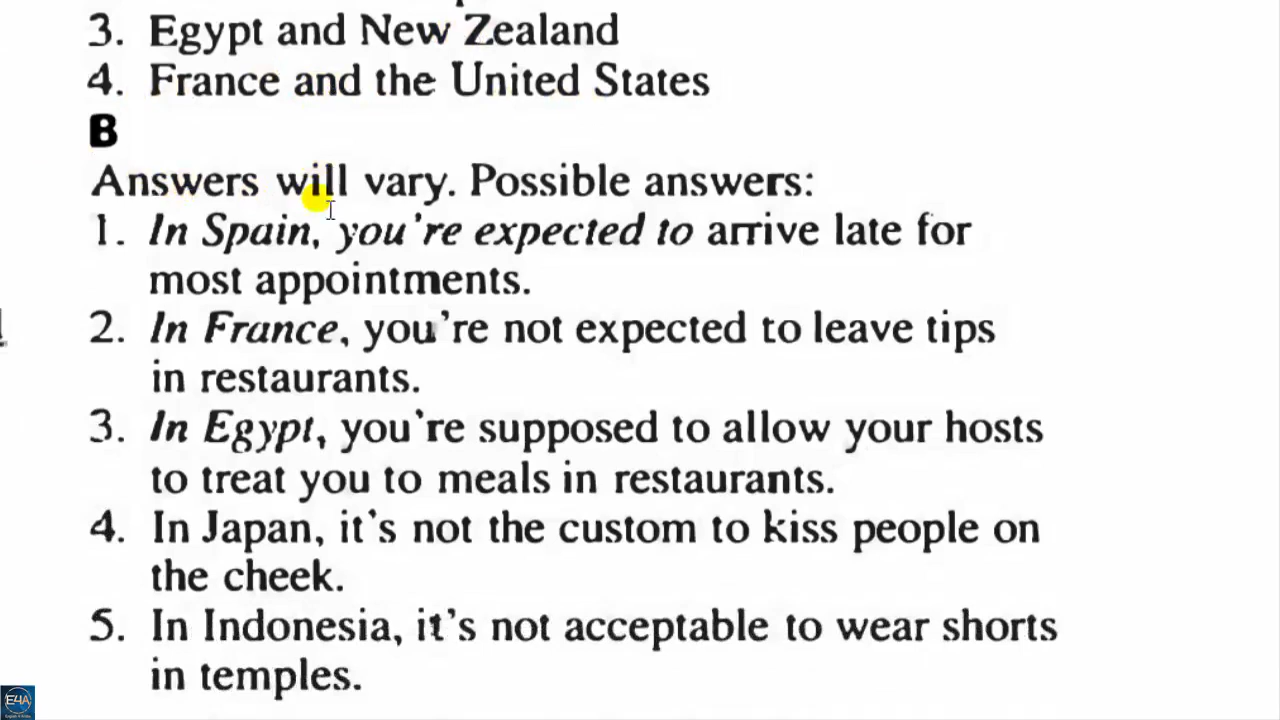 3. Egypt and New Zealand
4. France and the United States
B
Answers will vary. Possible answers:
1. In Spain, you're expected to arrive late for
most appointments.
2. In France, you're not expected to leave tips
in restaurants.
3. In Egypt, you're supposed to allow your hosts
to treat you to meals in restaurants.
4. In Japan, it's not the custom to kiss people on
the cheek.
5. In Indonesia, it's not acceptable to wear shorts
in temples.
E4A